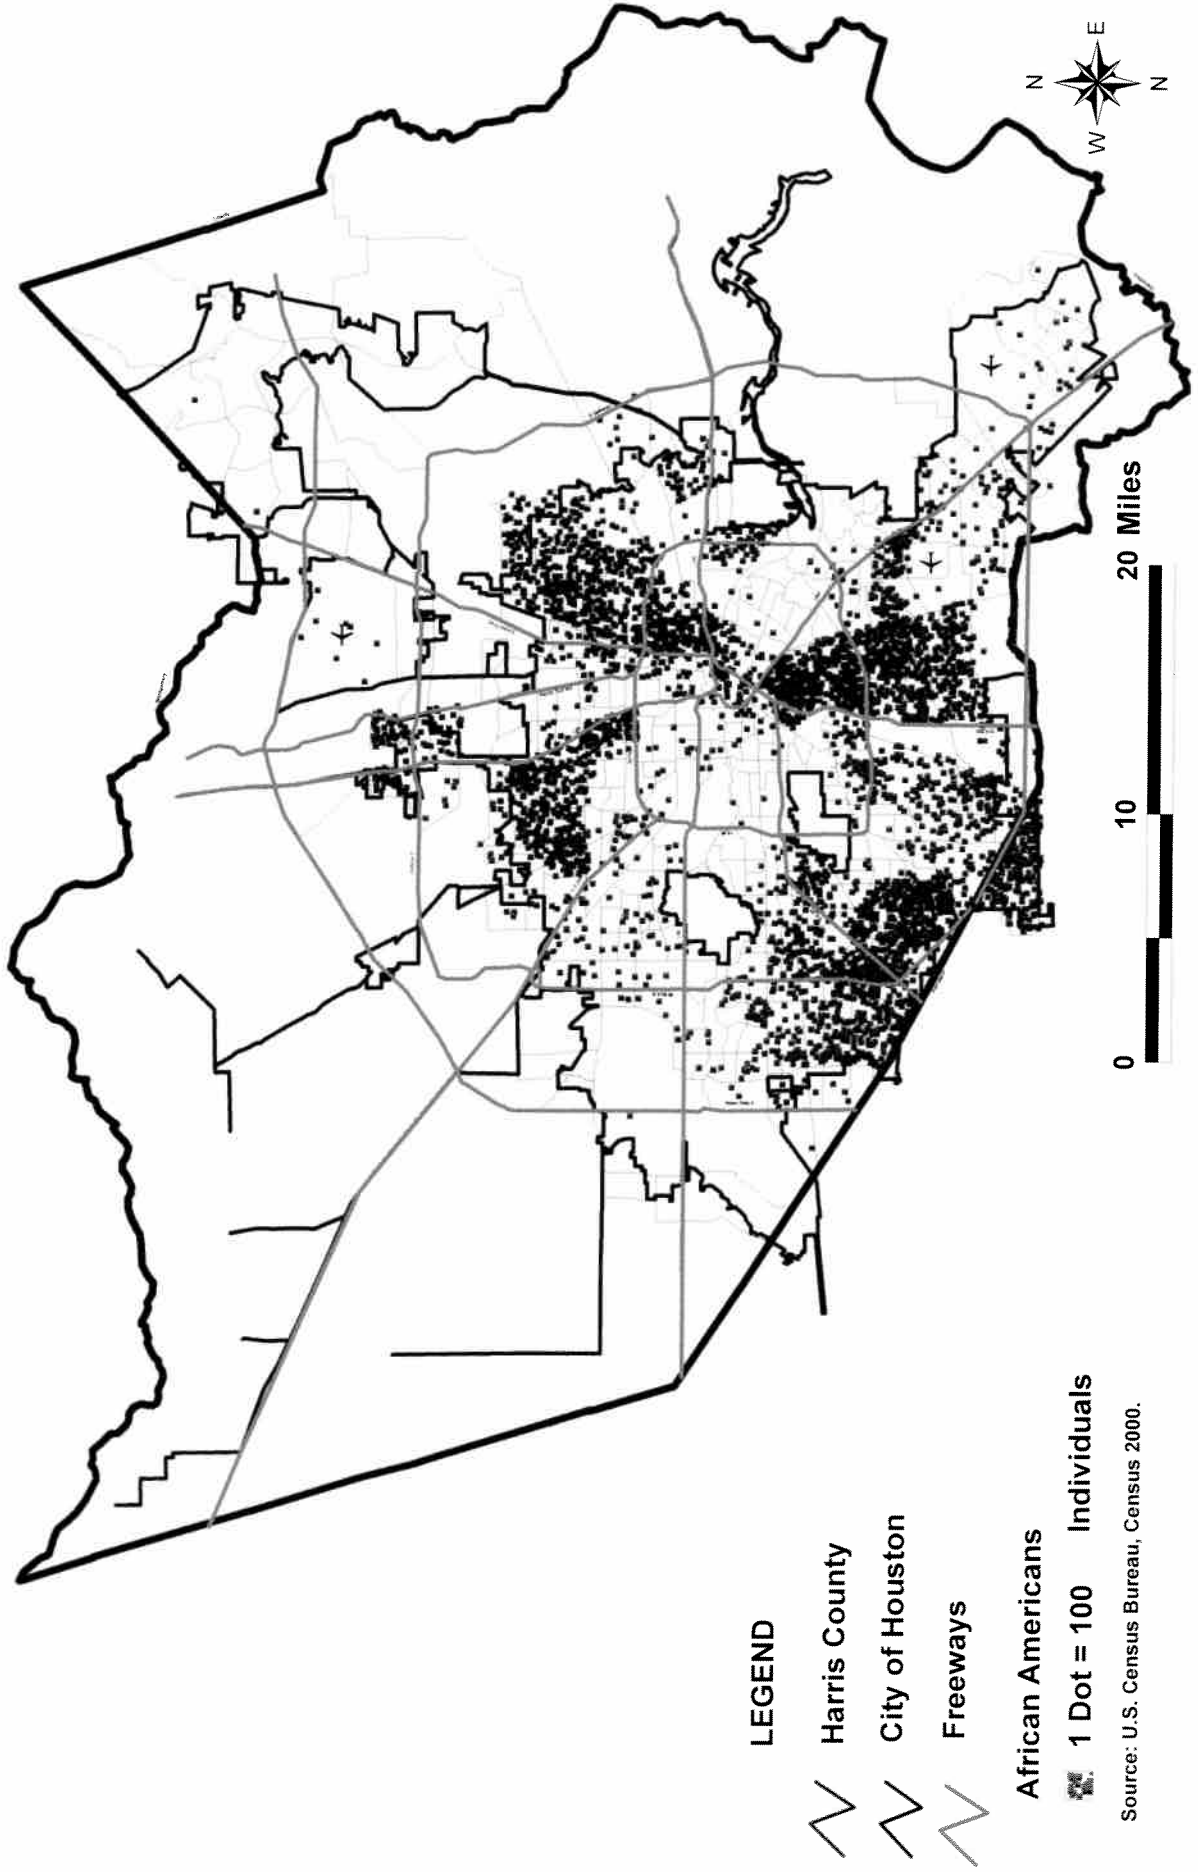 N
W
E
N
0
10
20 Miles
LEGEND
Harris County
City of Houston
Freeways
African Americans
1 Dot = 100 Individuals
Source: U.S. Census Bureau, Census 2000.